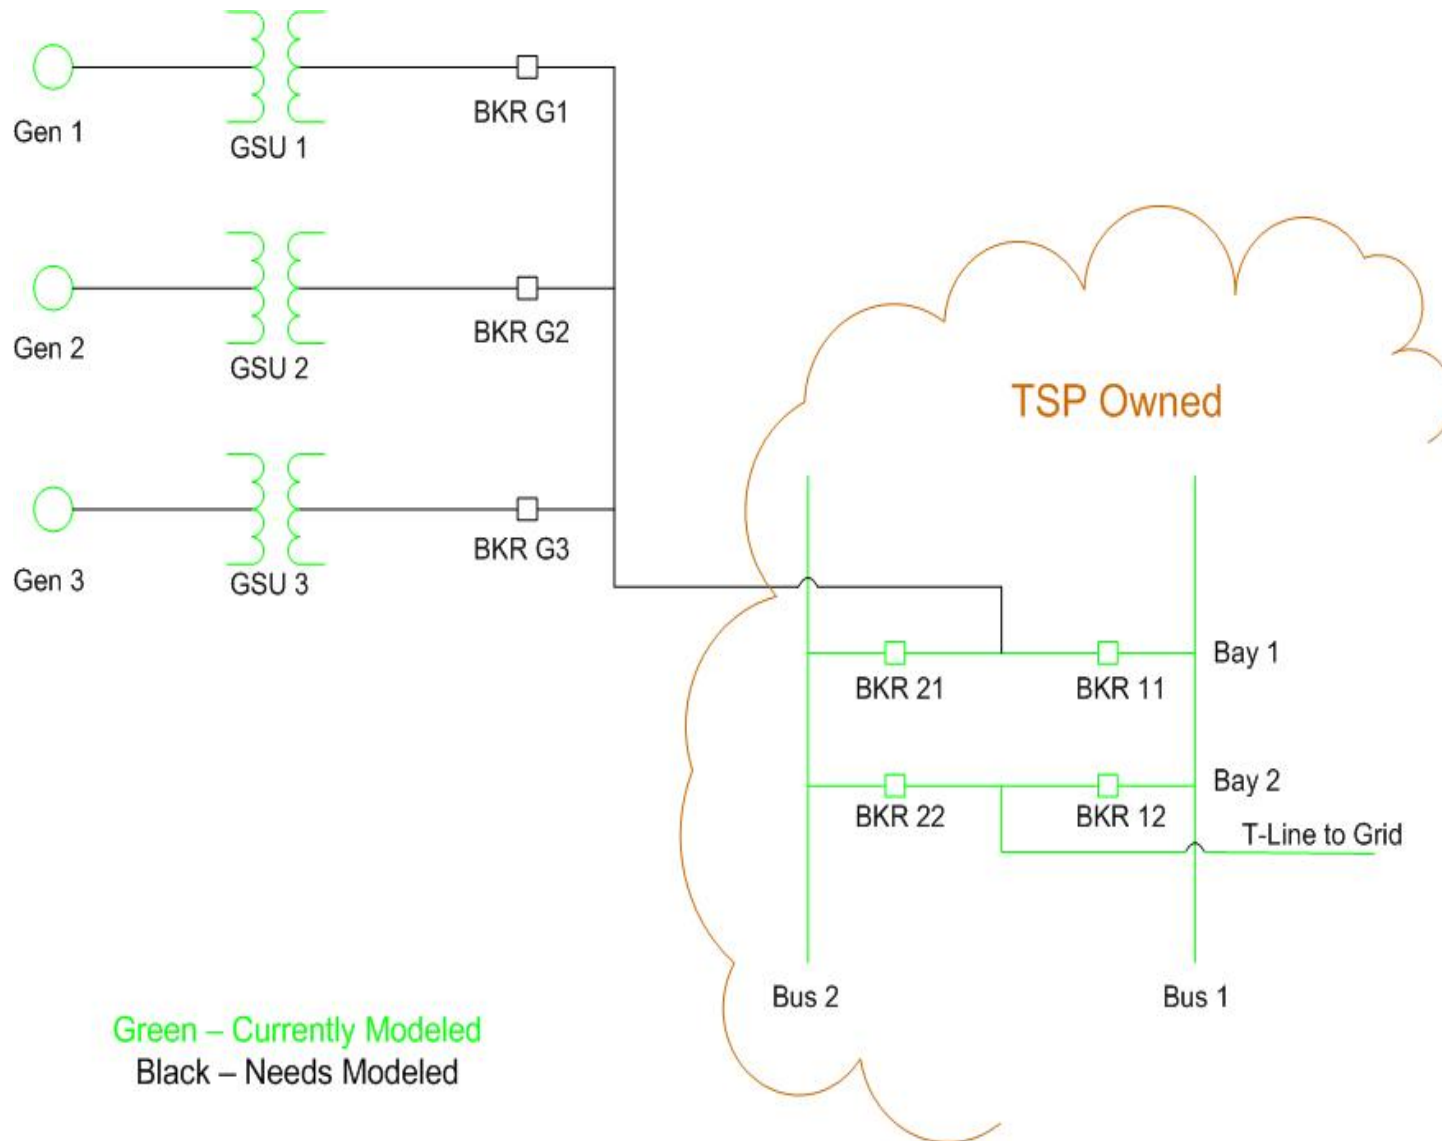 Gen 1
GSU 1
BKR G1
Gen 2
GSU 2
BKR G2
TSP Owned
Gen 3
GSU 3
BKR G3
Bay 1
BKR 21
BKR 11
Bay 2
BKR 22
BKR 12
T-Line to Grid
Bus 2
Bus 1
Green – Currently Modeled
Black – Needs Modeled